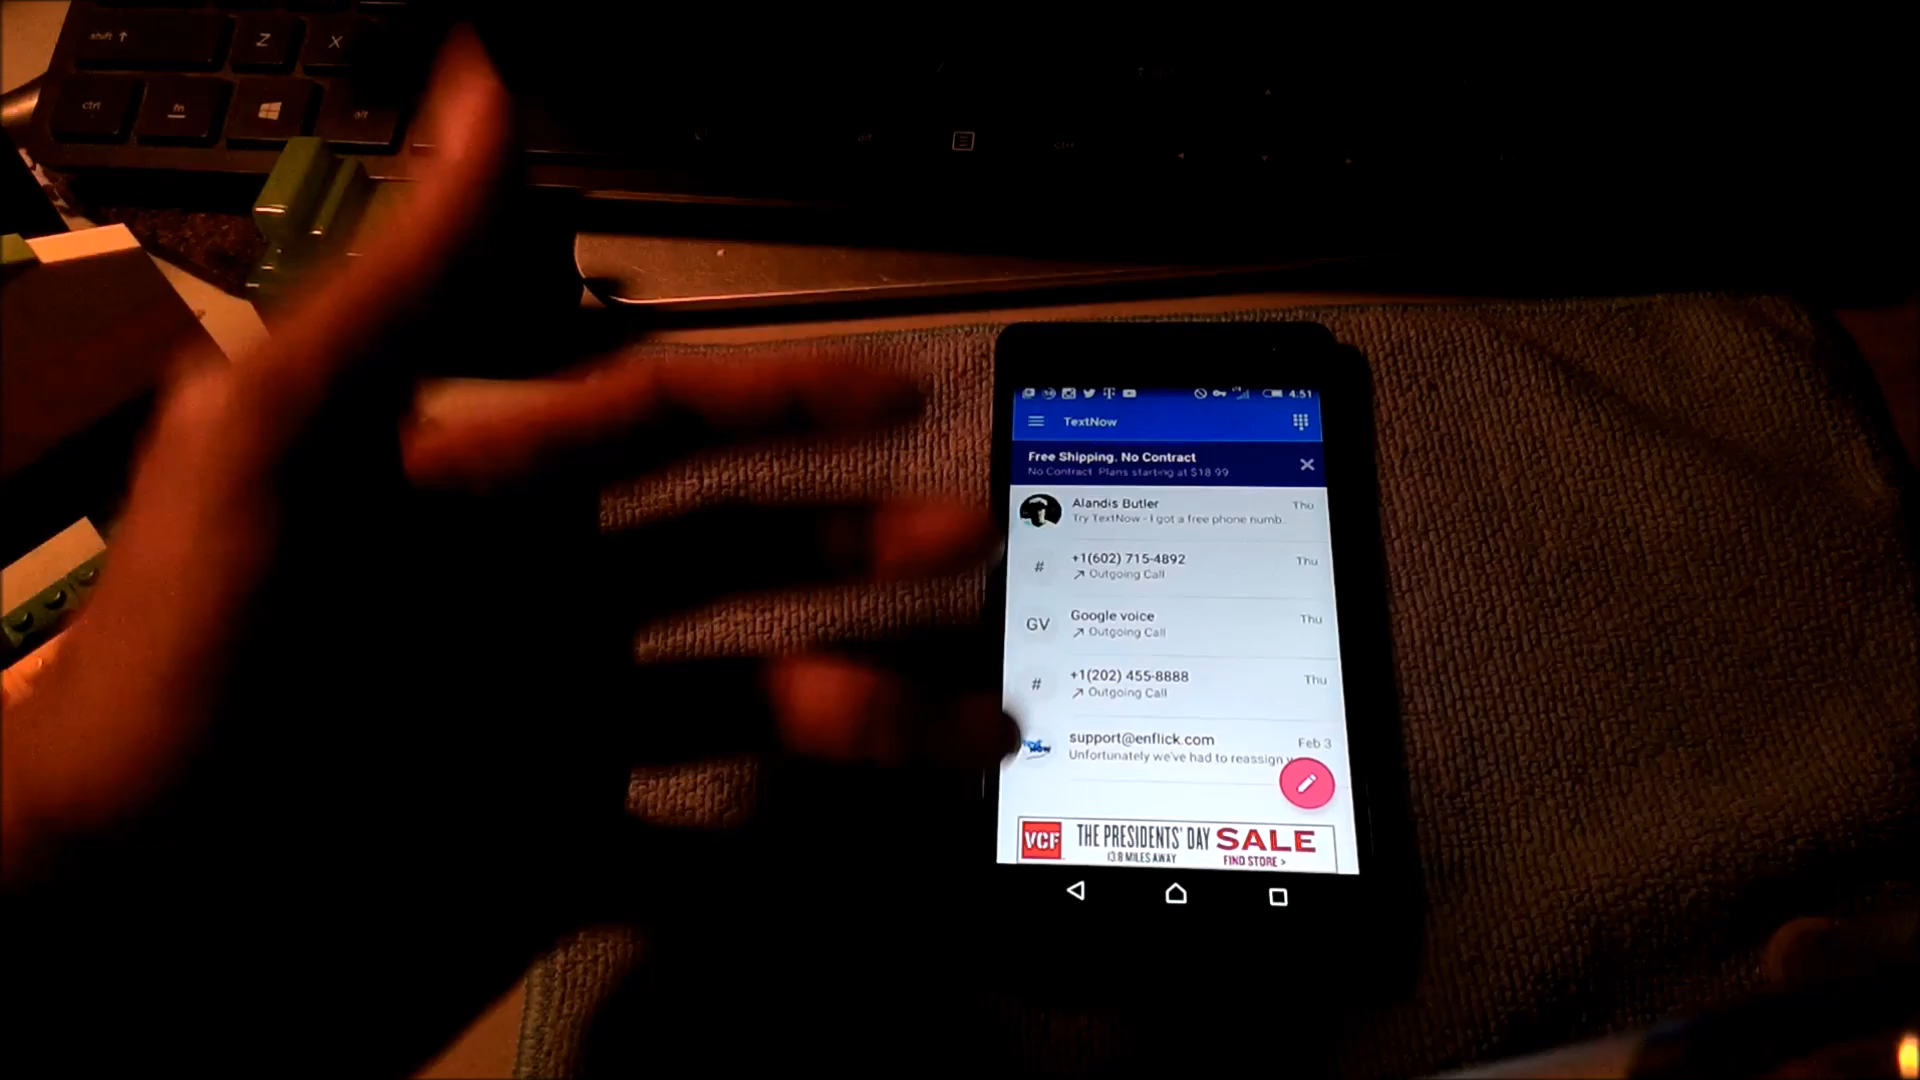 shift ↑
Z
X
ctrl
fn
alt
ctrl
4:51
TextNow
Free Shipping. No Contract
No Contract Plans starting at $18.99
Alandis Butler
Thu
Try TextNow - I got a free phone numb...
# +1(602) 715-4892
Thu
Outgoing Call
GV
Google voice
Thu
Outgoing Call
# +1(202) 455-8888
Thu
Outgoing Call
support@enflick.com
Feb 3
Unfortunately we've had to reassign
VCF
THE PRESIDENTS' DAY SALE
13.8 MILES AWAY
FIND STORE >